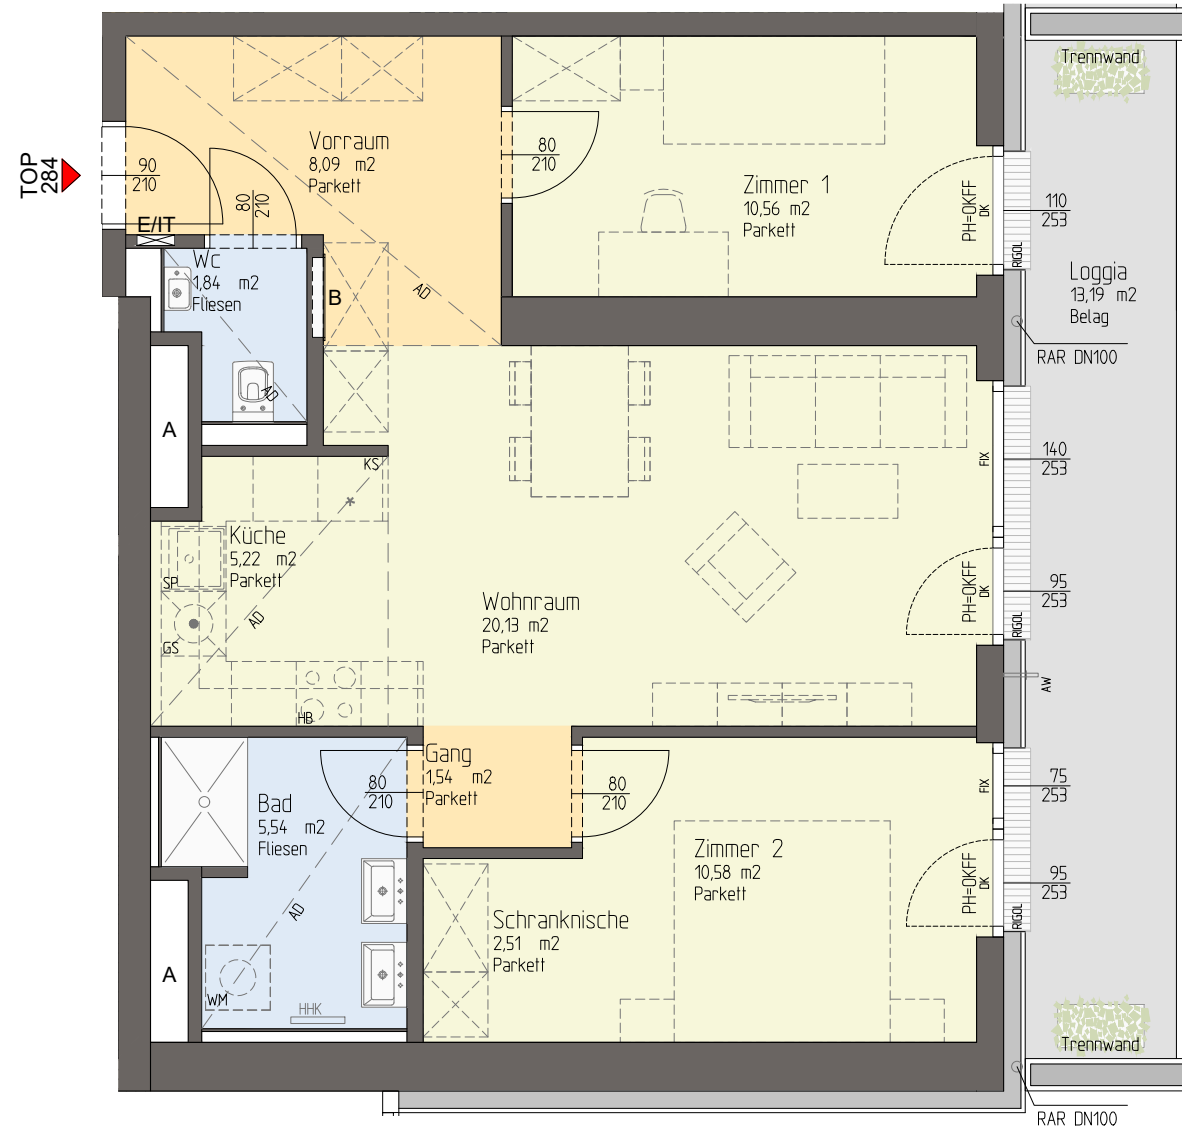 Trennwand
TOP
284
90
210
80
210
E/IT
Vorraum
8,09 m2
Parkett
80
210
Zimmer 1
10,56 m2
Parkett
PH=OKFF
DK
RIGOL
110
253
Loggia
13,19 m2
Belag
RAR DN100
Wc
1,84 m2
Fliesen
AD
B
AD
A
KS
Küche
5,22 m2
Parkett
SP
GS
AD
HB
Wohnraum
20,13 m2
Parkett
FIX
140
253
PH=OKFF
DK
RIGOL
95
253
AW
Gang
1,54 m2
Parkett
80
210
80
210
Bad
5,54 m2
Fliesen
AD
A
WM
HHK
Zimmer 2
10,58 m2
Parkett
Schranknische
2,51 m2
Parkett
FIX
75
253
PH=OKFF
DK
RIGOL
95
253
Trennwand
RAR DN100